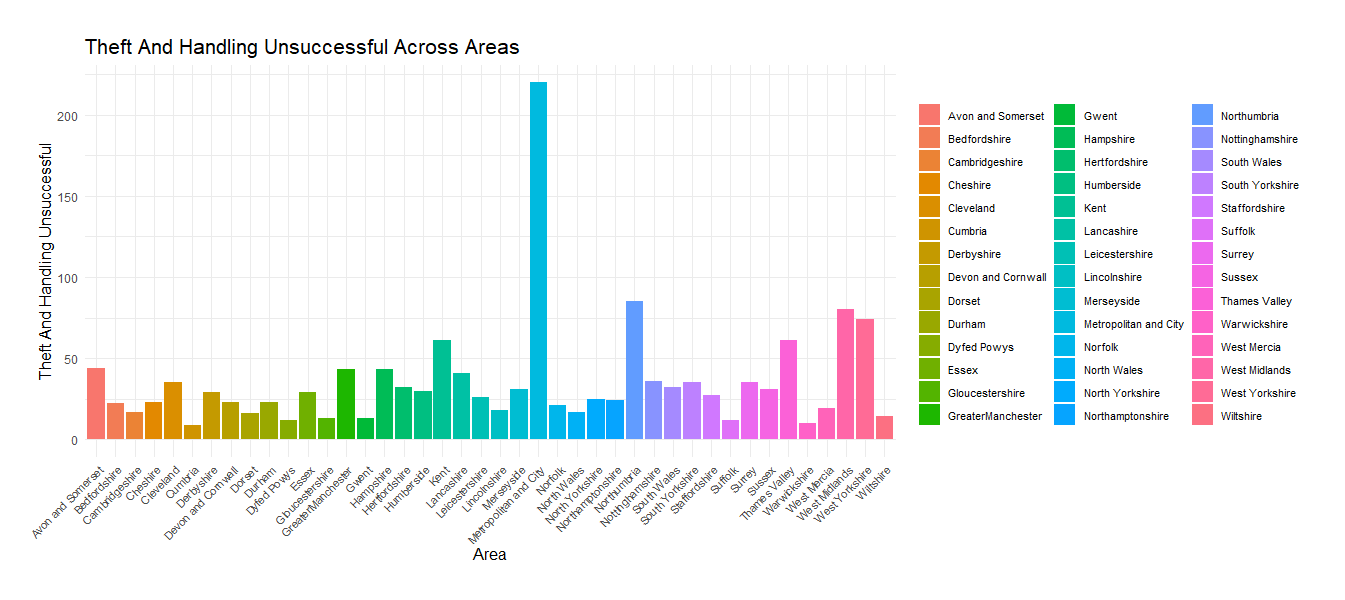 Theft And Handling Unsuccessful Across Areas
Theft And Handling Unsuccessful
200
150
100
50
0
Avon and Somerset
Bedfordshire
Cambridgeshire
Cheshire
Cleveland
Cumbria
Derbyshire
Devon and Cornwall
Dorset
Durham
Dyfed Powys
Essex
Gloucestershire
GreaterManchester
Gwent
Hampshire
Hertfordshire
Humberside
Kent
Lancashire
Leicestershire
Lincolnshire
Merseyside
Metropolitan and City
Norfolk
North Wales
North Yorkshire
Northamptonshire
Northumbria
Nottinghamshire
South Wales
South Yorkshire
Staffordshire
Suffolk
Surrey
Sussex
Thames Valley
Warwickshire
West Mercia
West Midlands
West Yorkshire
Wiltshire
Area
Avon and Somerset
Bedfordshire
Cambridgeshire
Cheshire
Cleveland
Cumbria
Derbyshire
Devon and Cornwall
Dorset
Durham
Dyfed Powys
Essex
Gloucestershire
GreaterManchester
Gwent
Hampshire
Hertfordshire
Humberside
Kent
Lancashire
Leicestershire
Lincolnshire
Merseyside
Metropolitan and City
Norfolk
North Wales
North Yorkshire
Northamptonshire
Northumbria
Nottinghamshire
South Wales
South Yorkshire
Staffordshire
Suffolk
Surrey
Sussex
Thames Valley
Warwickshire
West Mercia
West Midlands
West Yorkshire
Wiltshire